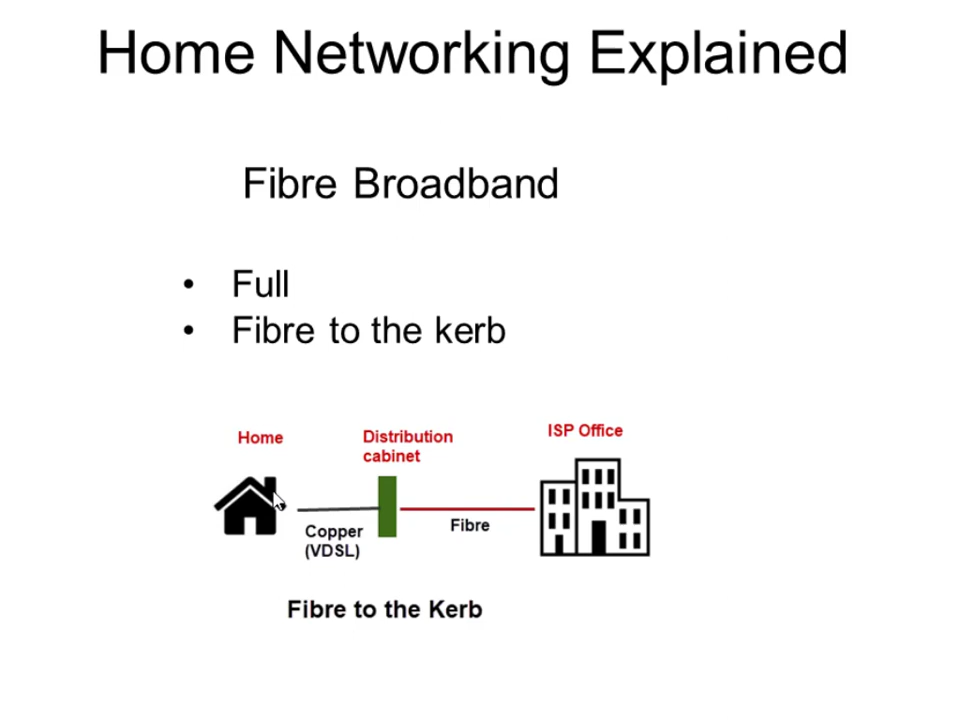 Home Networking Explained
Fibre Broadband
• Full
• Fibre to the kerb
Home
Distribution
cabinet
ISP Office
Copper
(VDSL)
Fibre
Fibre to the Kerb